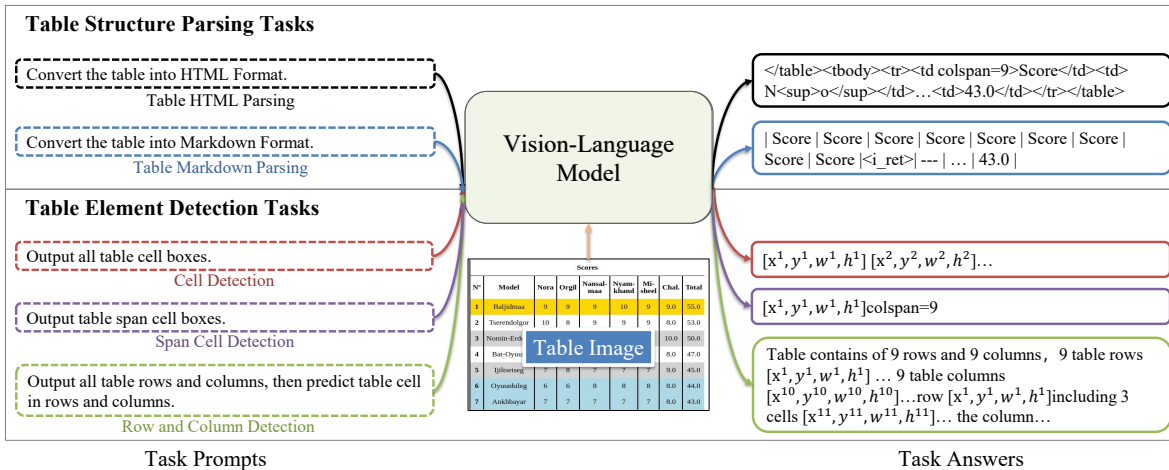 Table Structure Parsing Tasks
Convert the table into HTML Format.
Table HTML Parsing
Convert the table into Markdown Format.
Table Markdown Parsing
Table Element Detection Tasks
Output all table cell boxes.
Cell Detection
Output table span cell boxes.
Span Cell Detection
Output all table rows and columns, then predict table cell
in rows and columns.
Row and Column Detection
Task Prompts
Vision-Language
Model
Scores
Nº Model Nora Orgil Nansal-maa Nyam-khand Mi-sheel Chal. Total
1 Baljidmaa 9 9 9 10 9 9.0 55.0
2 Tserendolgor 10 8 9 9 9 8.0 53.0
3 10.0 50.0
4 8.0 47.0
5 Ijiltsetseg 7 8 7 7 7 9.0 45.0
6 Oyuunbileg 6 6 8 8 8 8.0 44.0
7 Ankhbayar 7 7 7 7 7 8.0 43.0
Table Image
</table><tbody><tr><td colspan=9>Score</td><td>
N<sup>o</sup></td>…<td>43.0</td></tr></table>
| Score | Score | Score | Score | Score | Score | Score |
Score | Score |<i_ret>| --- | … | 43.0 |
[x¹, y¹, w¹, h¹] [x², y², w², h²]…
[x¹, y¹, w¹, h¹]colspan=9
Table contains of 9 rows and 9 columns, 9 table rows
[x¹, y¹, w¹, h¹] … 9 table columns
[x¹⁰, y¹⁰, w¹⁰, h¹⁰]…row [x¹, y¹, w¹, h¹]including 3
cells [x¹¹, y¹¹, w¹¹, h¹¹]… the column…
Task Answers